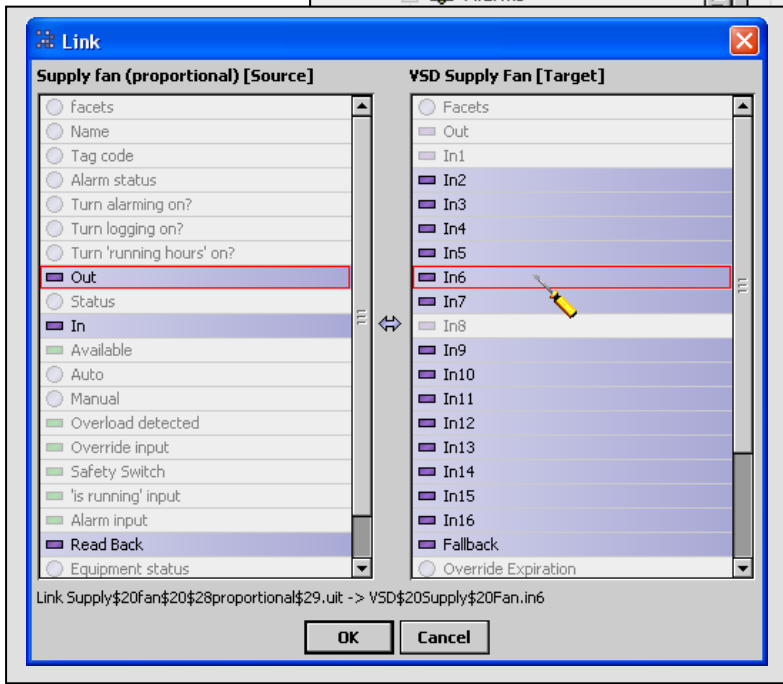 Link
Supply fan (proportional) [Source]
VSD Supply Fan [Target]
facets
Name
Tag code
Alarm status
Turn alarming on?
Turn logging on?
Turn 'running hours' on?
Out
Status
In
Available
Auto
Manual
Overload detected
Override input
Safety Switch
'is running' input
Alarm input
Read Back
Equipment status
Facets
Out
In1
In2
In3
In4
In5
In6
In7
In8
In9
In10
In11
In12
In13
In14
In15
In16
Fallback
Override Expiration
Link Supply$20fan$20$28proportional$29.uit -> VSD$20Supply$20Fan.in6
OK
Cancel